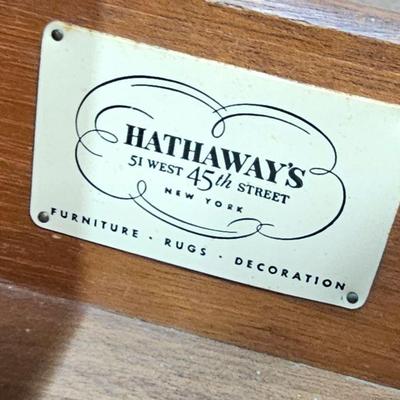 HATHAWAY'S
51 WEST 45th STREET
NEW YORK
FURNITURE · RUGS · DECORATION